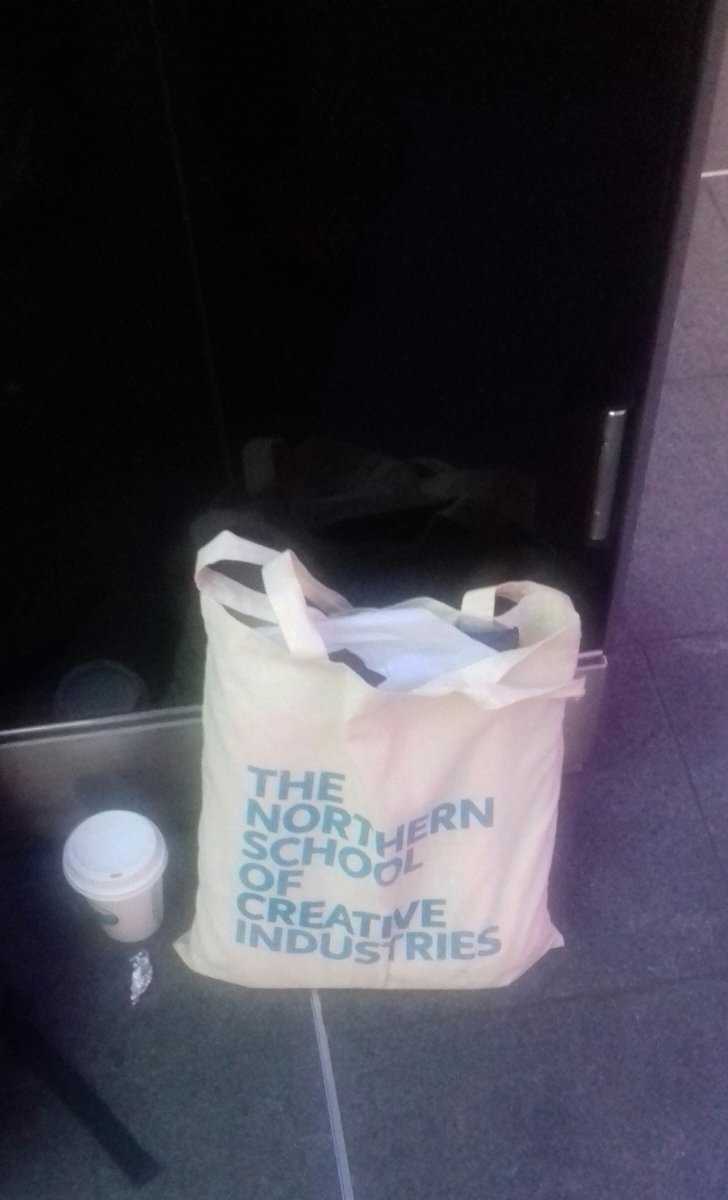 THE
NORTHERN
SCHOOL
OF
CREATIVE
INDUSTRIES